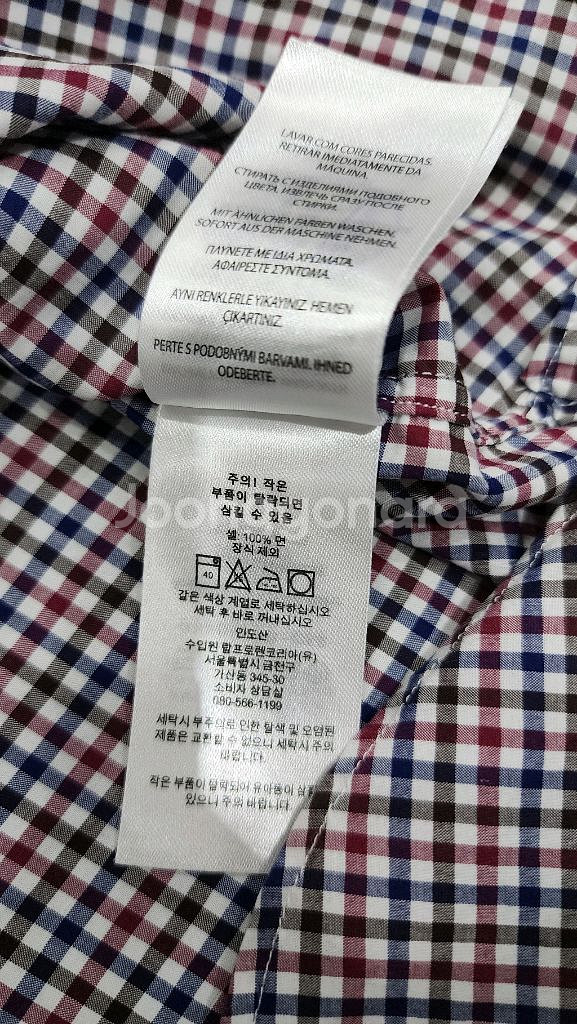 LAVAR COM CORES PARECIDAS.
RETIRAR MEDIATAMENTE DA
MÁQUINA.
СТИРАТЬ С ИЗДЕЛИЯМИ ПОДОБНОГО
ЦВЕТА. ИЗВЛЕЧЬ СРАЗУ ПОСЛЕ
СТИРКИ.
MIT ÄHNLICHEN FARBEN WASCHEN.
SOFORT AUS DER MASCHINE NEHMEN.
ΠΛΥΝΕΤΕ ΜΕ ΙΔΙΑ ΧΡΩΜΑΤΑ.
ΑΦΑΙΡΕΣΤΕ ΣΥΝΤΟΜΑ.
AYNI RENKLERLE YIKAYINIZ. HEMEN
ÇIKARTINIZ.
PERTE S PODOBNÝMI BARVAMI. IHNED
ODEBERTE.
주의! 작은
부품이 탈락되면
삼킬 수 있음
셸: 100% 면
장식 제외
40
같은 색상 계열로 세탁하십시오
세탁 후 바로 꺼내십시오
인도산
수입원 랄프로렌코리아(유)
서울특별시 금천구
가산동 345-30
소비자 상담실
080-566-1199
세탁시 부주의로 인한 탈색 및 오염된
제품은 교환할 수 없으니 세탁시 주의
바랍니다.
작은 부품이 탈락되어 유아동이 삼킬
있으니 주의 바랍니다.